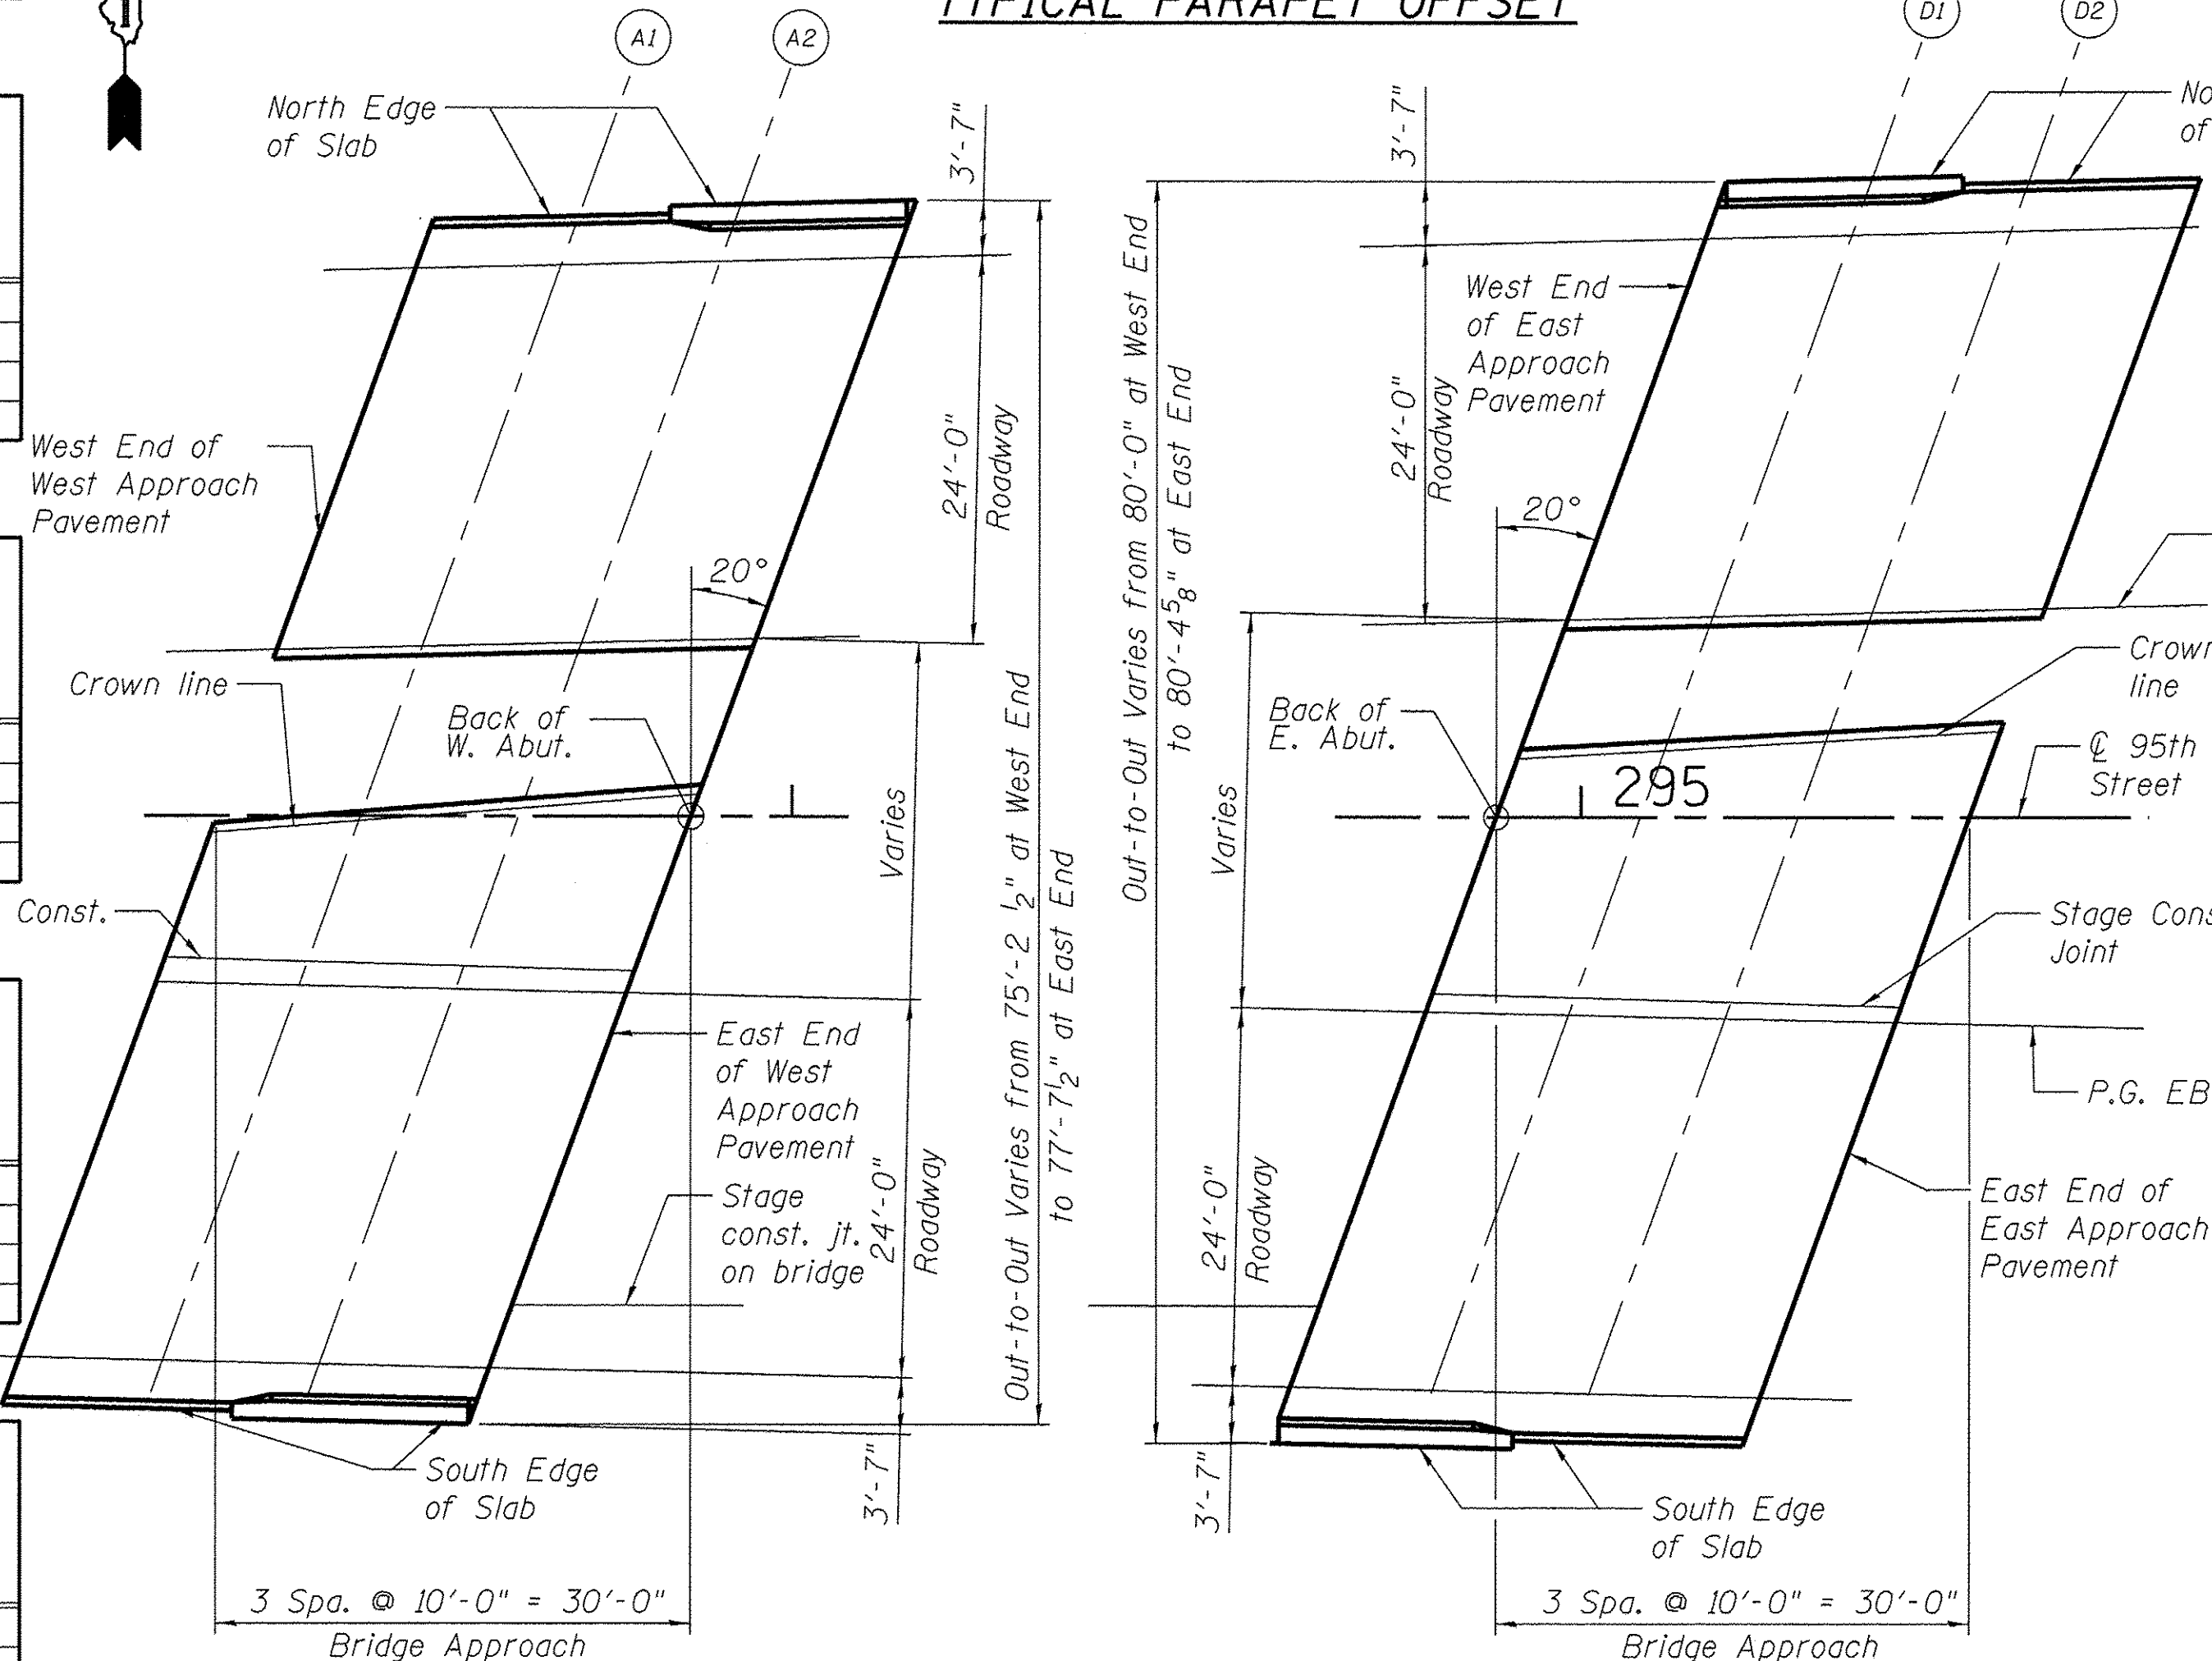 TYPICAL PARAPET OFFSET
A1
A2
D1
D2
North Edge
of Slab
3'-7"
3'-7"
of
West End of
West Approach
Pavement
24'-0"
Roadway
20°
Crown line
Back of
W. Abut.
Varies
Const.
East End
of West
Approach
Pavement
Stage
const. jt.
on bridge
24'-0"
Roadway
Out-to-Out Varies from 75'-2 1/2" at West End
to 77'-7 1/2" at East End
South Edge
of Slab
3'-7"
3 Spa. @ 10'-0" = 30'-0"
Bridge Approach
Out-to-Out Varies from 80'-0" at West End
to 80'-4 5/8" at East End
West End
of East
Approach
Pavement
24'-0"
Roadway
20°
Crown
line
Back of
E. Abut.
295
℄ 95th
Street
Varies
Stage Cons
Joint
P.G. EB
24'-0"
Roadway
East End of
East Approach
Pavement
3'-7"
South Edge
of Slab
3 Spa. @ 10'-0" = 30'-0"
Bridge Approach